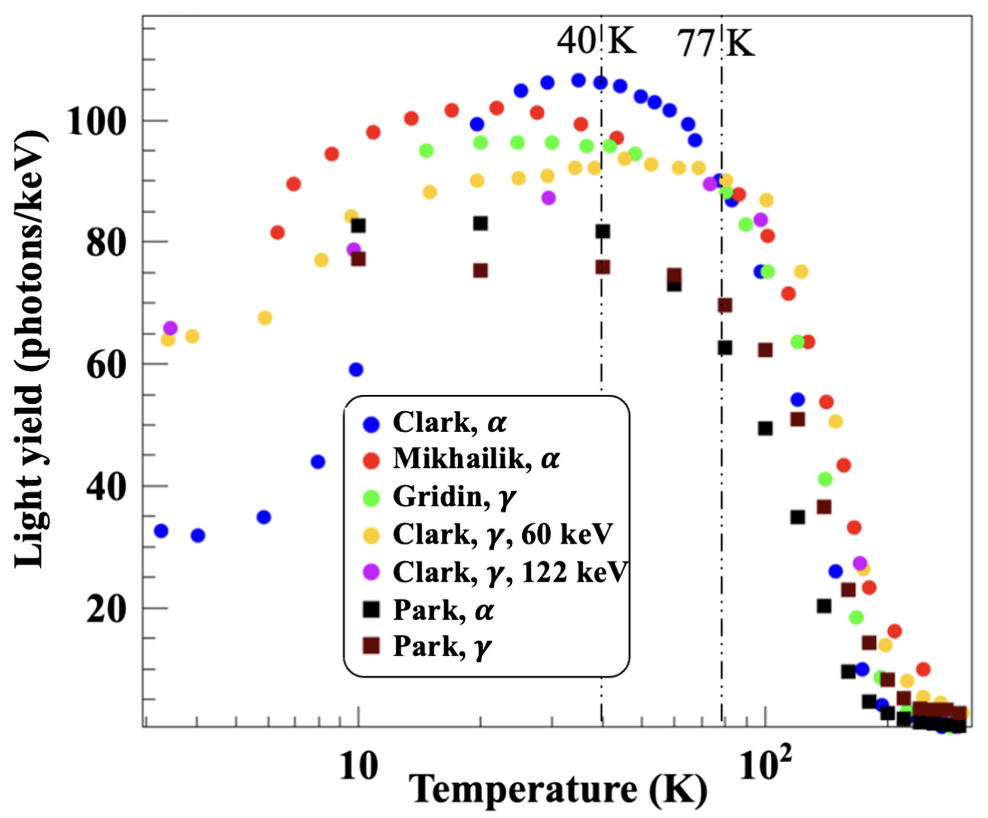 40 K
77 K
100
80
60
40
20
Light yield (photons/keV)
Clark, α
Mikhailik, α
Gridin, γ
Clark, γ, 60 keV
Clark, γ, 122 keV
Park, α
Park, γ
10
10²
Temperature (K)